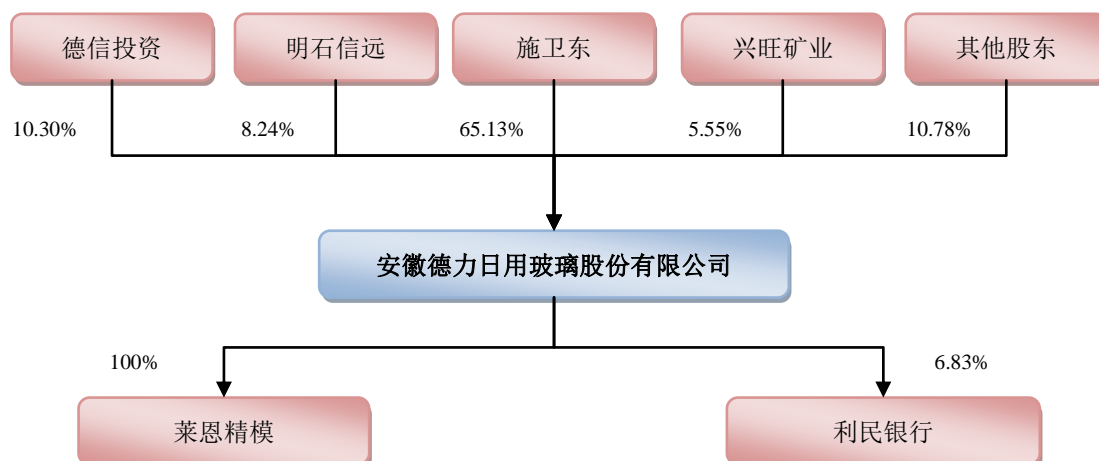 德信投资
明石信远
施卫东
兴旺矿业
其他股东
10.30%
8.24%
65.13%
5.55%
10.78%
安徽德力日用玻璃股份有限公司
100%
6.83%
莱恩精模
利民银行